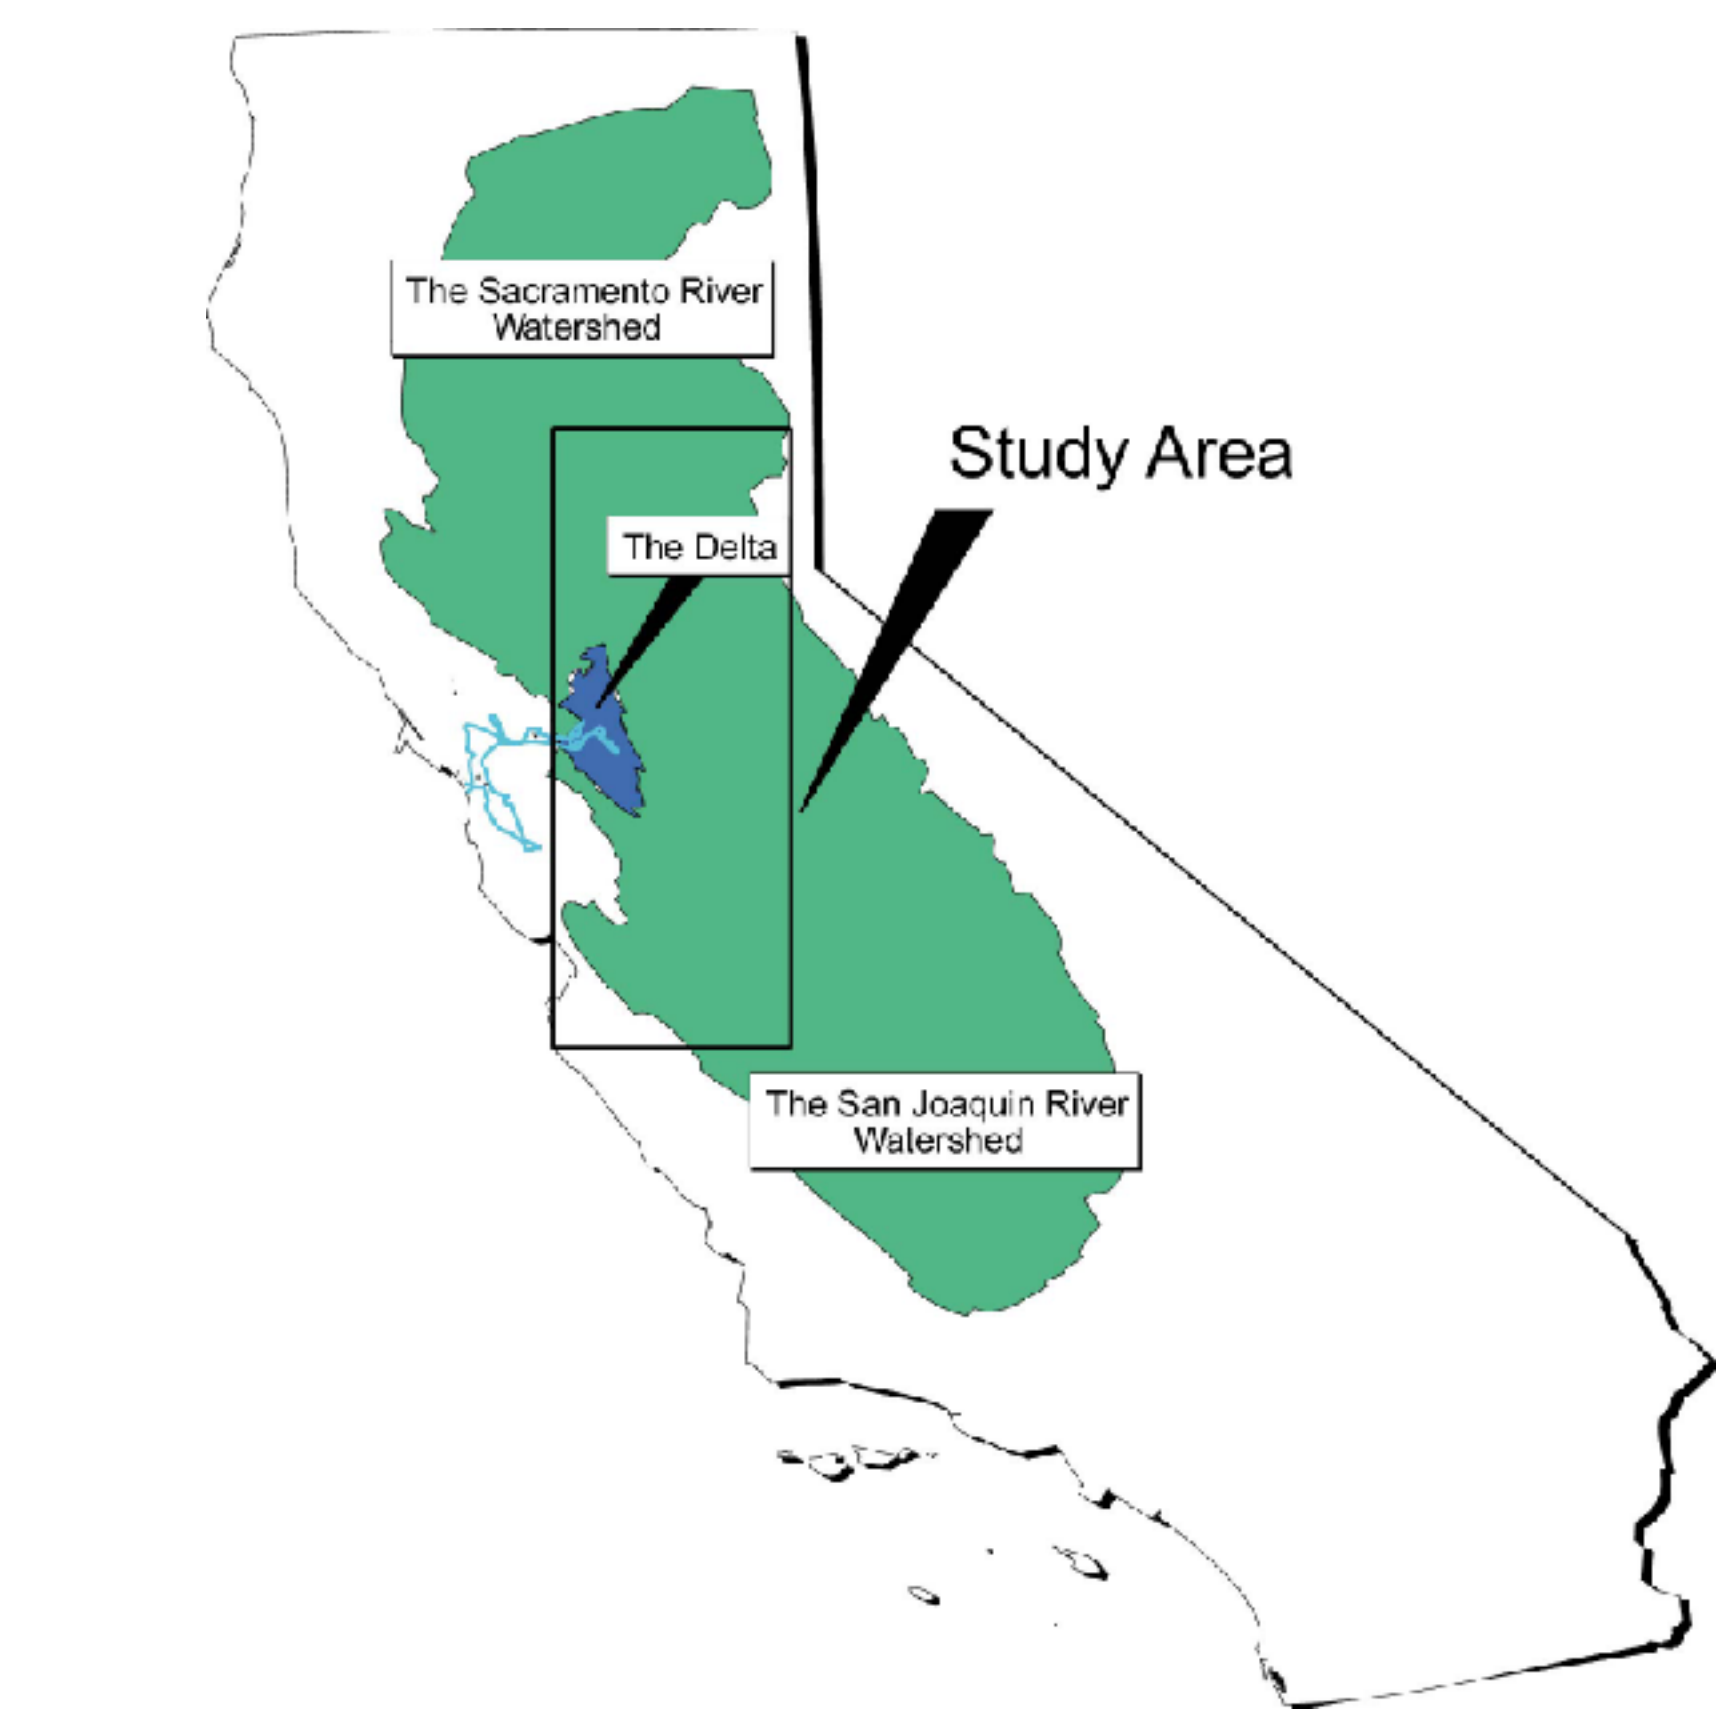 The Sacramento River
Watershed
Study Area
The Delta
The San Joaquin River
Watershed